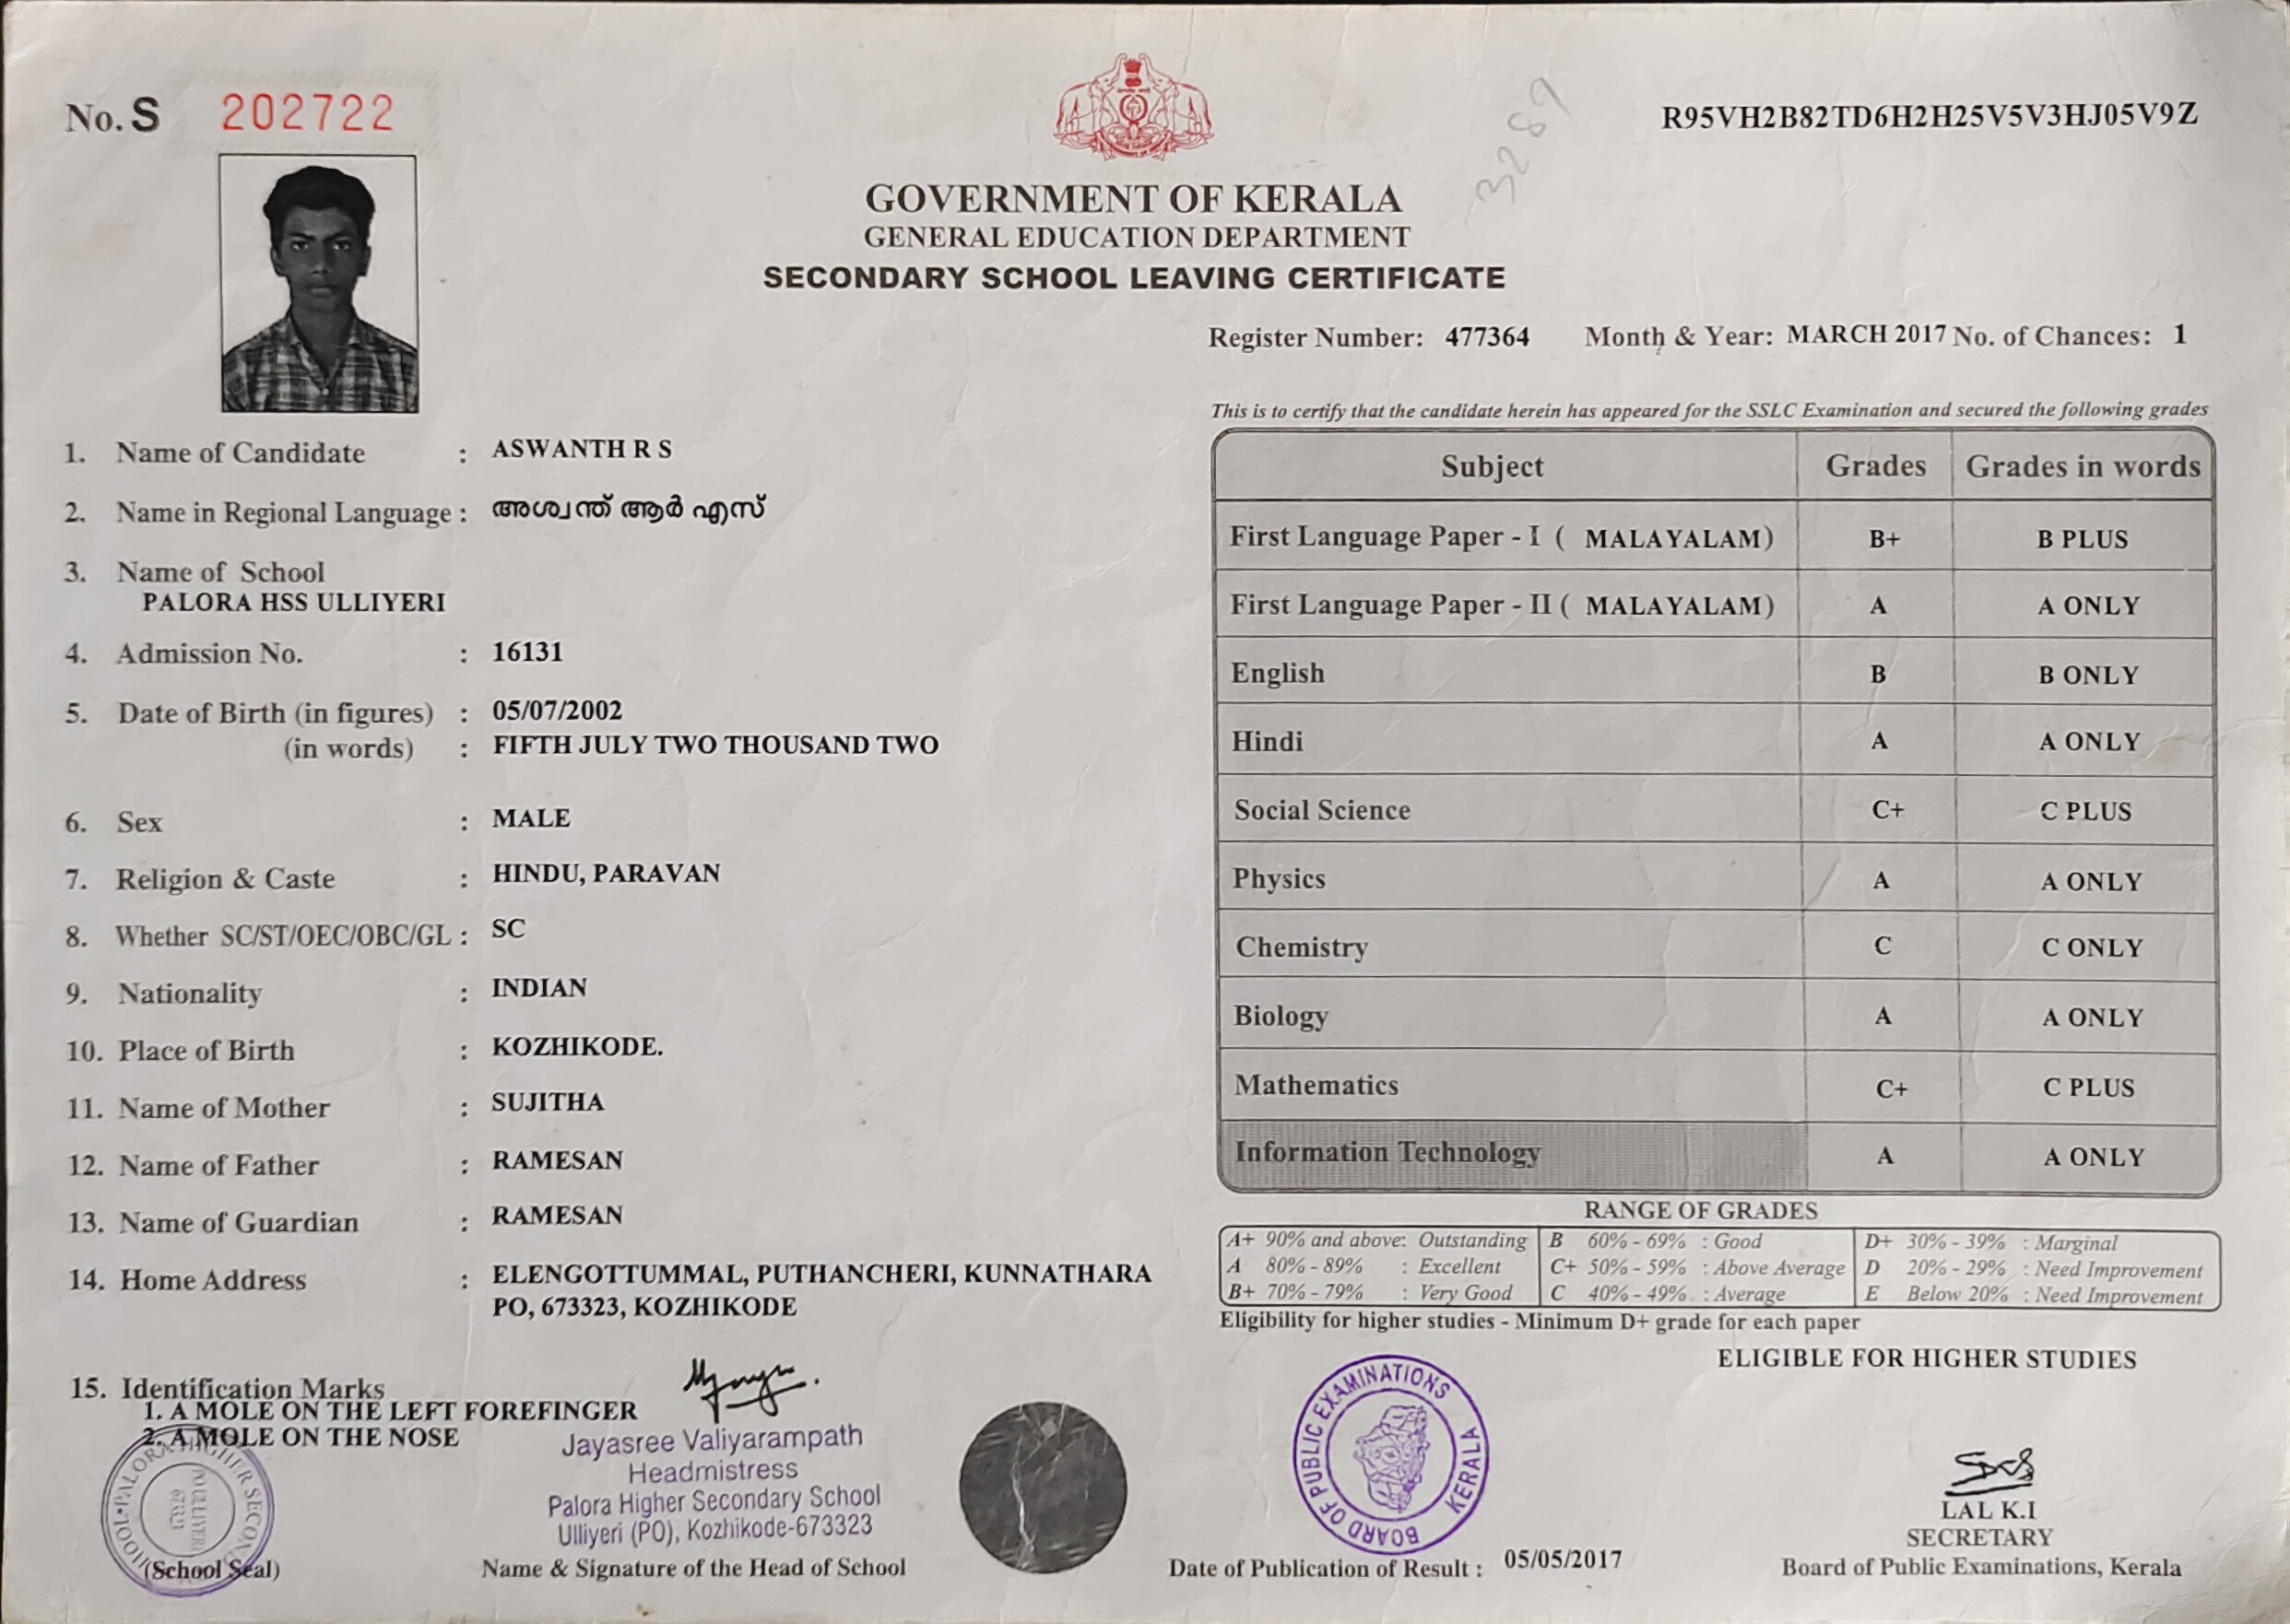 No. S 202722
3289
R95VH2B82TD6H2H25V5V3HJ05V9Z
GOVERNMENT OF KERALA
GENERAL EDUCATION DEPARTMENT
SECONDARY SCHOOL LEAVING CERTIFICATE
Register Number: 477364 Month & Year: MARCH 2017 No. of Chances: 1
1. Name of Candidate : ASWANTH R S
2. Name in Regional Language : അശ്വന്ത് ആർ എസ്
3. Name of School
PALORA HSS ULLIYERI
4. Admission No. : 16131
5. Date of Birth (in figures) : 05/07/2002
(in words) : FIFTH JULY TWO THOUSAND TWO
6. Sex : MALE
7. Religion & Caste : HINDU, PARAVAN
8. Whether SC/ST/OEC/OBC/GL : SC
9. Nationality : INDIAN
10. Place of Birth : KOZHIKODE.
11. Name of Mother : SUJITHA
12. Name of Father : RAMESAN
13. Name of Guardian : RAMESAN
14. Home Address : ELENGOTTUMMAL, PUTHANCHERI, KUNNATHARA
PO, 673323, KOZHIKODE
15. Identification Marks
1. A MOLE ON THE LEFT FOREFINGER
2. A MOLE ON THE NOSE
PALORA HIGHER SECONDARY SCHOOL
PO ULLIYERI
(School Seal)
Jayasree Valiyarampath
Headmistress
Palora Higher Secondary School
Ulliyeri (PO), Kozhikode-673323
Name & Signature of the Head of School
This is to certify that the candidate herein has appeared for the SSLC Examination and secured the following grades
Subject Grades Grades in words
First Language Paper - I ( MALAYALAM) B+ B PLUS
First Language Paper - II ( MALAYALAM) A A ONLY
English B B ONLY
Hindi A A ONLY
Social Science C+ C PLUS
Physics A A ONLY
Chemistry C C ONLY
Biology A A ONLY
Mathematics C+ C PLUS
Information Technology A A ONLY
RANGE OF GRADES
A+ 90% and above: Outstanding B 60% - 69% : Good D+ 30% - 39% : Marginal
A 80% - 89% : Excellent C+ 50% - 59% : Above Average D 20% - 29% : Need Improvement
B+ 70% - 79% : Very Good C 40% - 49% : Average E Below 20% : Need Improvement
Eligibility for higher studies - Minimum D+ grade for each paper
ELIGIBLE FOR HIGHER STUDIES
BOARD OF PUBLIC EXAMINATIONS KERALA
Date of Publication of Result : 05/05/2017
LAL K.I
SECRETARY
Board of Public Examinations, Kerala